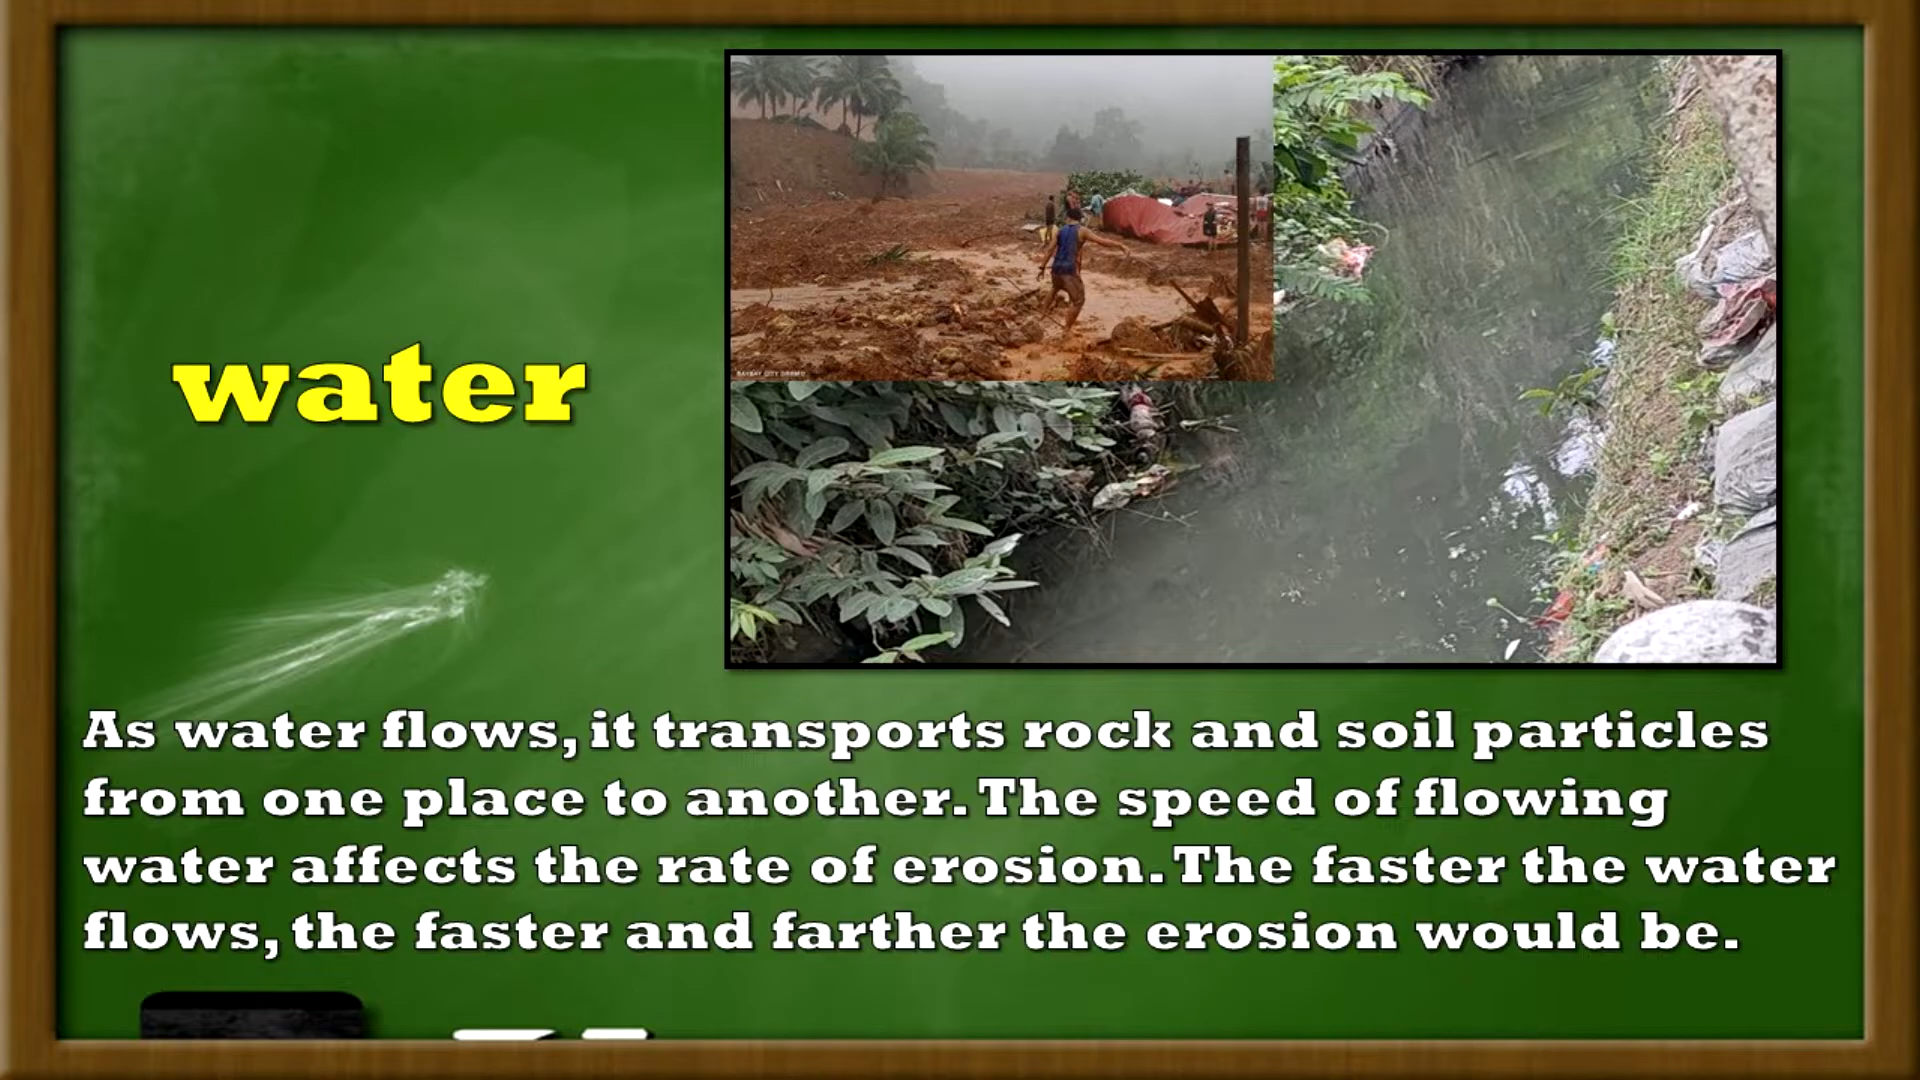 water
As water flows, it transports rock and soil particles
from one place to another. The speed of flowing
water affects the rate of erosion. The faster the water
flows, the faster and farther the erosion would be.